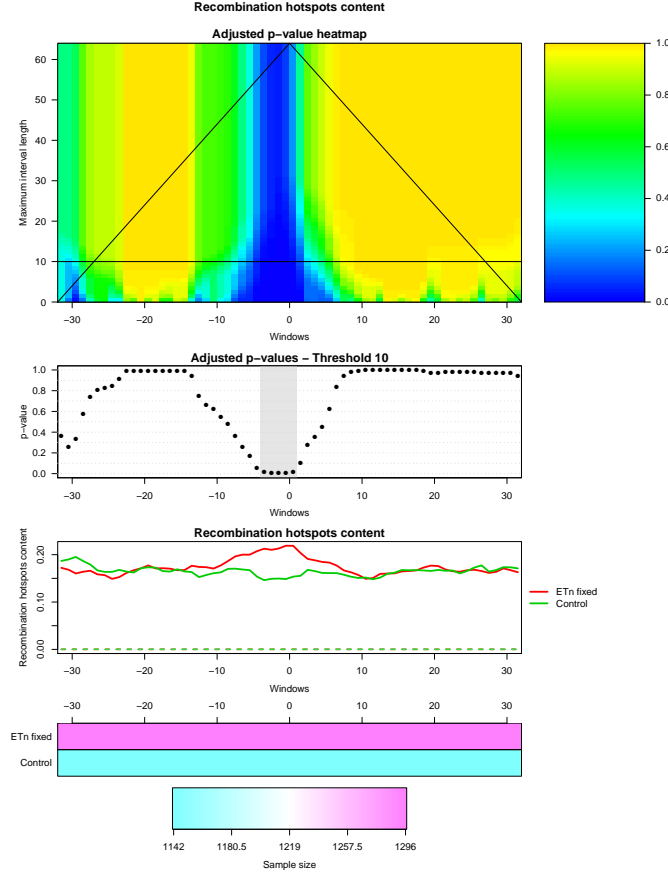 Recombination hotspots content
Adjusted p−value heatmap
Maximum interval length
60
50
40
30
20
10
0
−30 −20 −10 0 10 20 30
Windows
1.0
0.8
0.6
0.4
0.2
0.0
Adjusted p−values − Threshold 10
p−value
1.0
0.8
0.6
0.4
0.2
0.0
−30 −20 −10 0 10 20 30
Windows
Recombination hotspots content
Recombination hotspots content
0.20
0.10
0.00
−30 −20 −10 0 10 20 30
Windows
ETn fixed
Control
−30 −20 −10 0 10 20 30
ETn fixed
Control
1142 1180.5 1219 1257.5 1296
Sample size